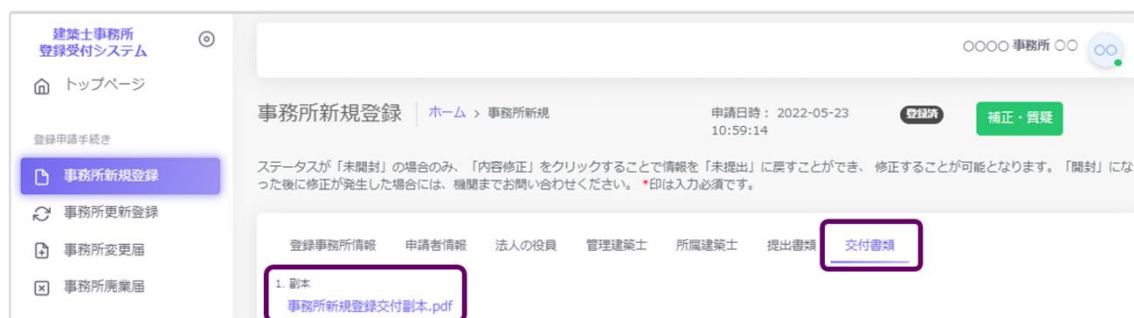 建築士事務所
登録受付システム
トップページ
登録申請手続き
事務所新規登録
事務所更新登録
事務所変更届
事務所廃業届
○○○○ 事務所 ○○
○○
事務所新規登録 ホーム > 事務所新規
申請日時： 2022-05-23
10:59:14
登録済
補正・質疑
ステータスが「未開封」の場合のみ、「内容修正」をクリックすることで情報を「未提出」に戻すことができ、 修正することが可能となります。「開封」にな
った後に修正が発生した場合には、機関までお問い合わせください。 *印は入力必須です。
登録事務所情報 申請者情報 法人の役員 管理建築士 所属建築士 提出書類 交付書類
1. 副本
事務所新規登録交付副本.pdf